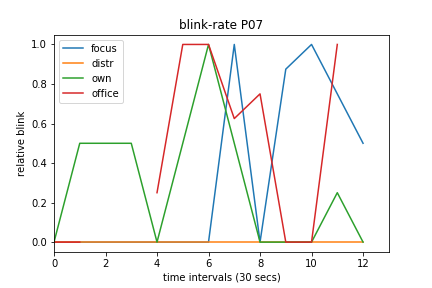 blink-rate P07
focus
distr
own
office
relative blink
1.0
0.8
0.6
0.4
0.2
0.0
0 2 4 6 8 10 12
time intervals (30 secs)